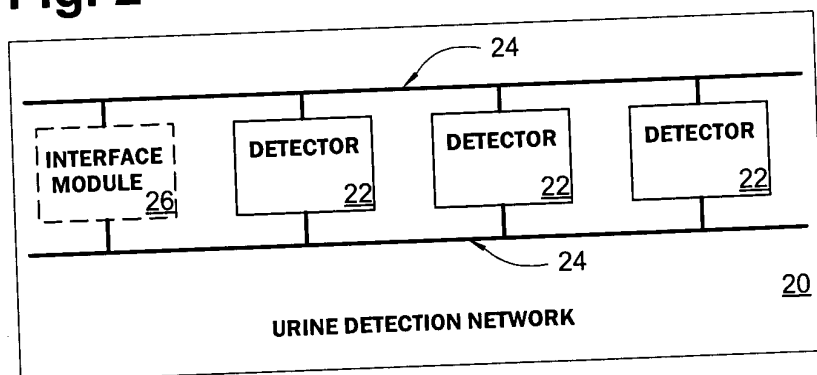 Fig. 2
24
INTERFACE
MODULE
26
DETECTOR
22
DETECTOR
22
DETECTOR
22
24
20
URINE DETECTION NETWORK